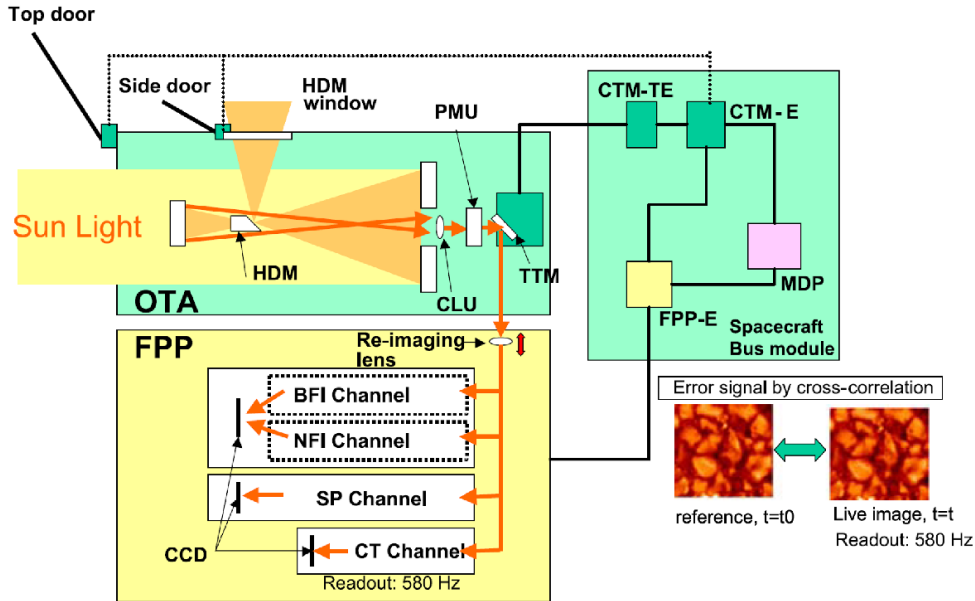 Top door
Side door
HDM
window
PMU
CTM-TE
CTM- E
Sun Light
HDM
CLU
TTM
OTA
MDP
FPP-E
Spacecraft
Bus module
FPP
Re-imaging
lens
BFI Channel
NFI Channel
SP Channel
CCD
CT Channel
Readout: 580 Hz
Error signal by cross-correlation
reference, t=t0
Live image, t=t
Readout: 580 Hz